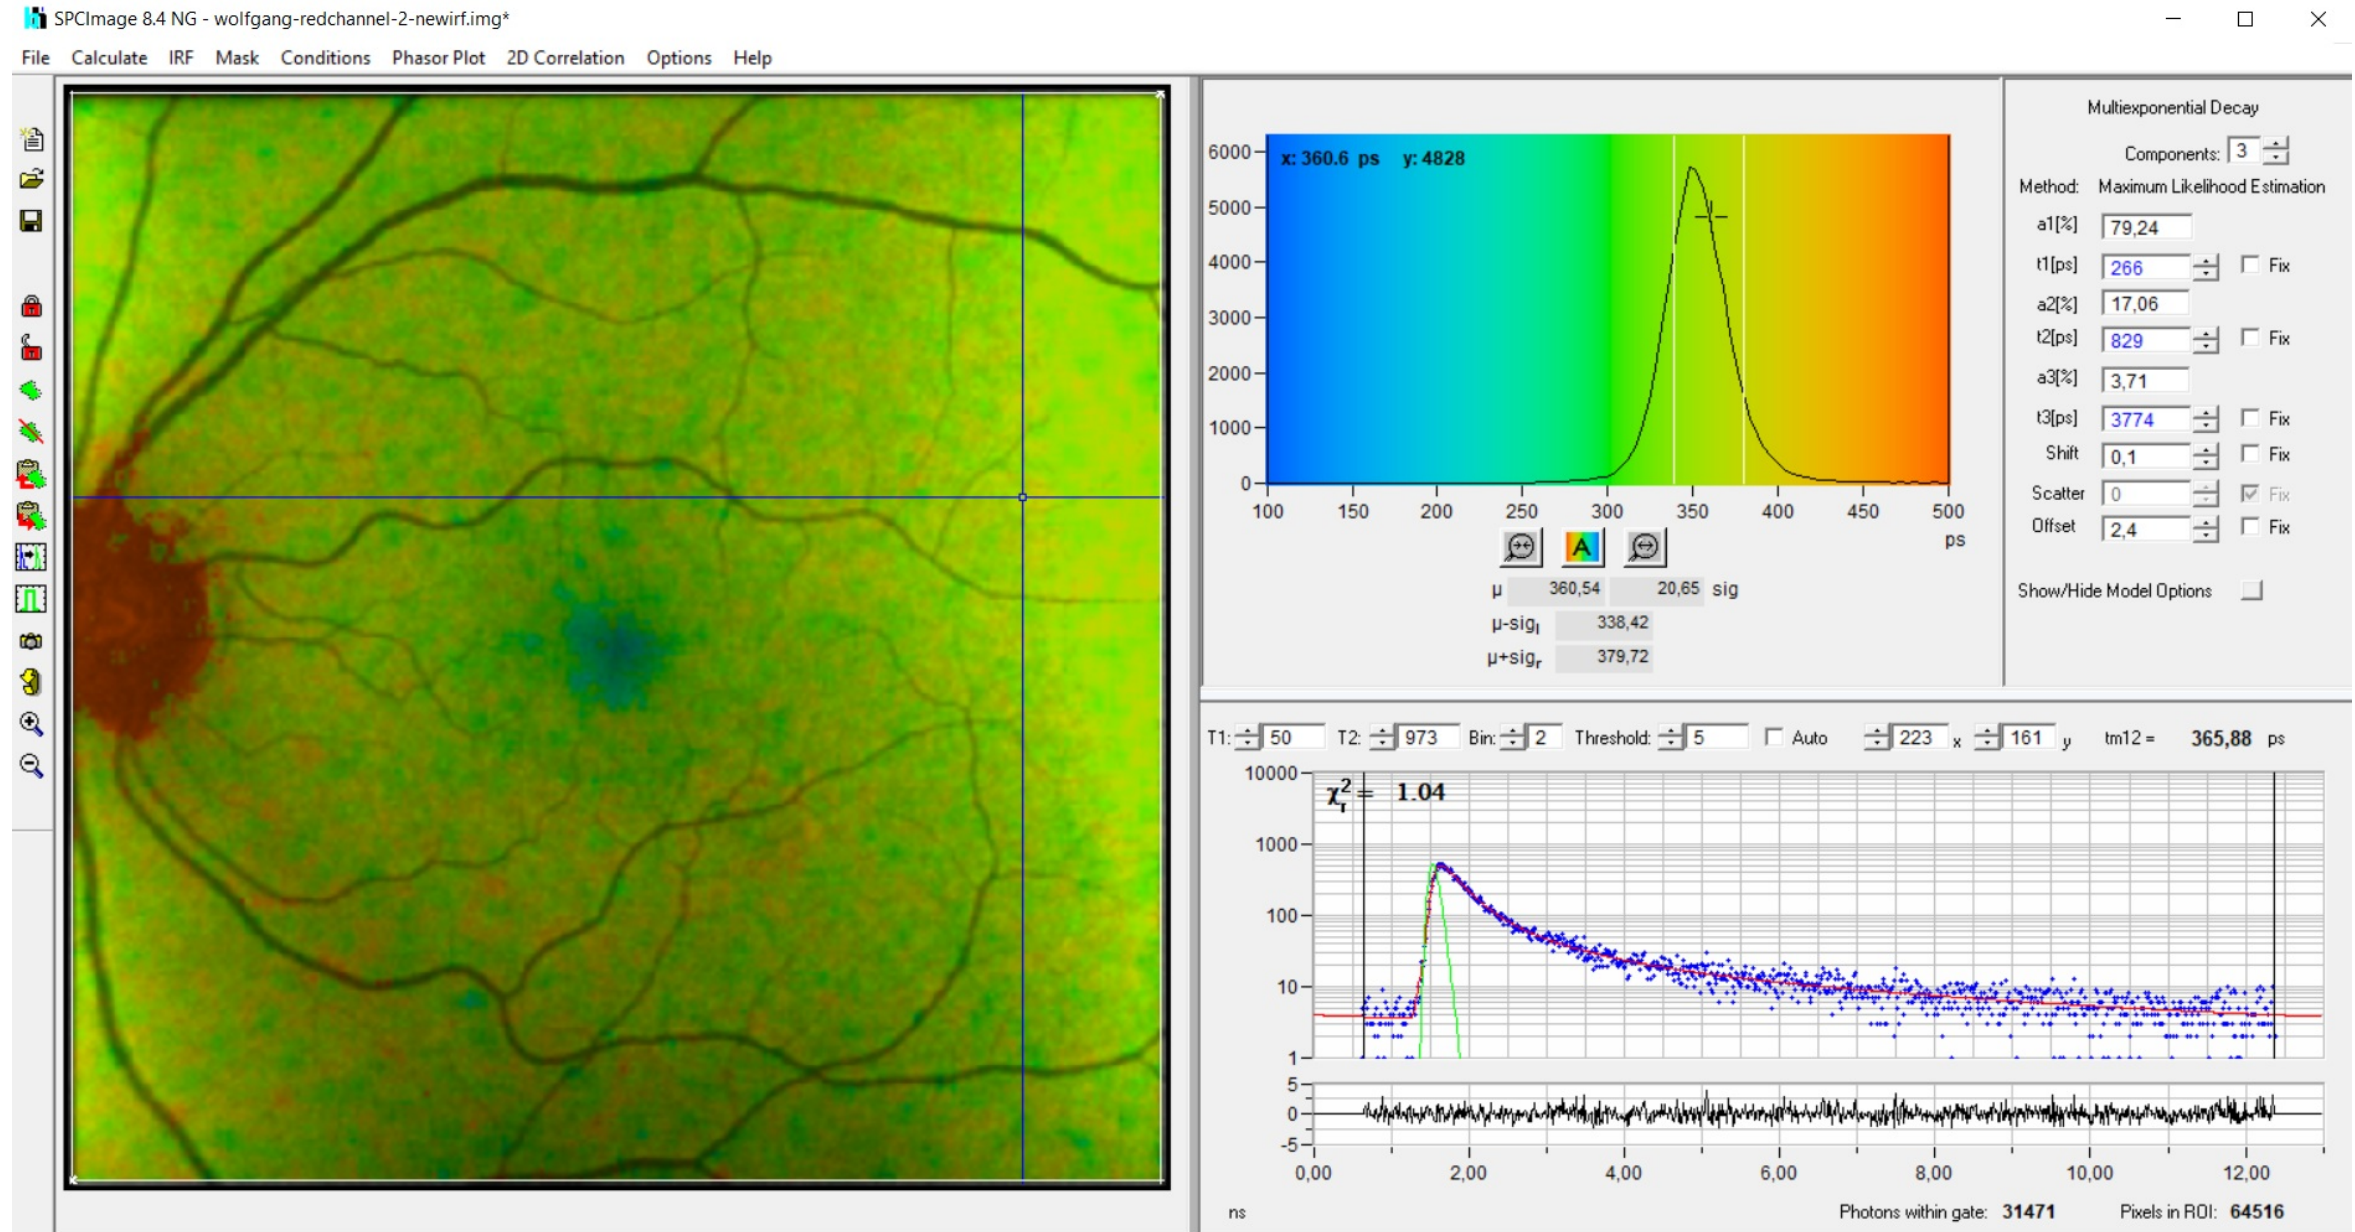 SPCImage 8.4 NG - wolfgang-redchannel-2-newirf.img*
File Calculate IRF Mask Conditions Phasor Plot 2D Correlation Options Help
x: 360.6 ps y: 4828
6000
5000
4000
3000
2000
1000
0
100 150 200 250 300 350 400 450 500
ps
A
μ 360,54 20,65 sig
μ-sigl 338,42
μ+sigr 379,72
Multiexponential Decay
Components: 3
Method: Maximum Likelihood Estimation
a1[%] 79,24
t1[ps] 266 Fix
a2[%] 17,06
t2[ps] 829 Fix
a3[%] 3,71
t3[ps] 3774 Fix
Shift 0,1 Fix
Scatter 0 Fix
Offset 2,4 Fix
Show/Hide Model Options
T1: 50 T2: 973 Bin: 2 Threshold: 5 Auto 223 x 161 y tm12 = 365,88 ps
χr2 = 1.04
10000
1000
100
10
1
5
0
-5
0,00 2,00 4,00 6,00 8,00 10,00 12,00
ns Photons within gate: 31471 Pixels in ROI: 64516